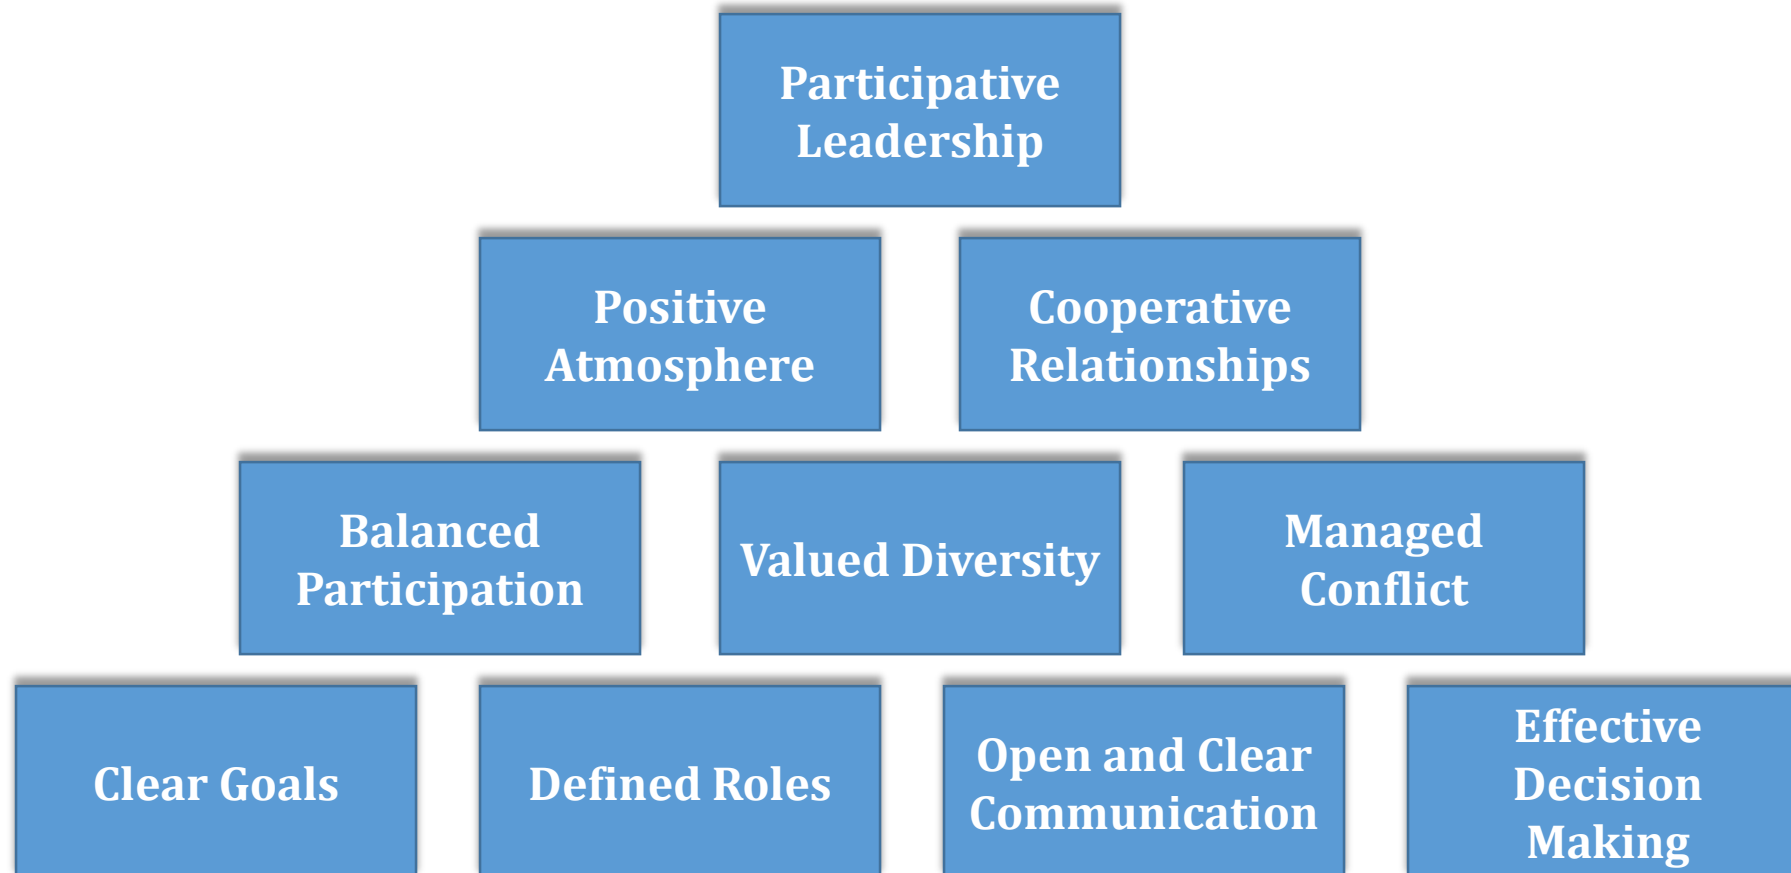 Participative
Leadership
Positive
Atmosphere
Cooperative
Relationships
Balanced
Participation
Valued Diversity
Managed
Conflict
Clear Goals
Defined Roles
Open and Clear
Communication
Effective
Decision
Making